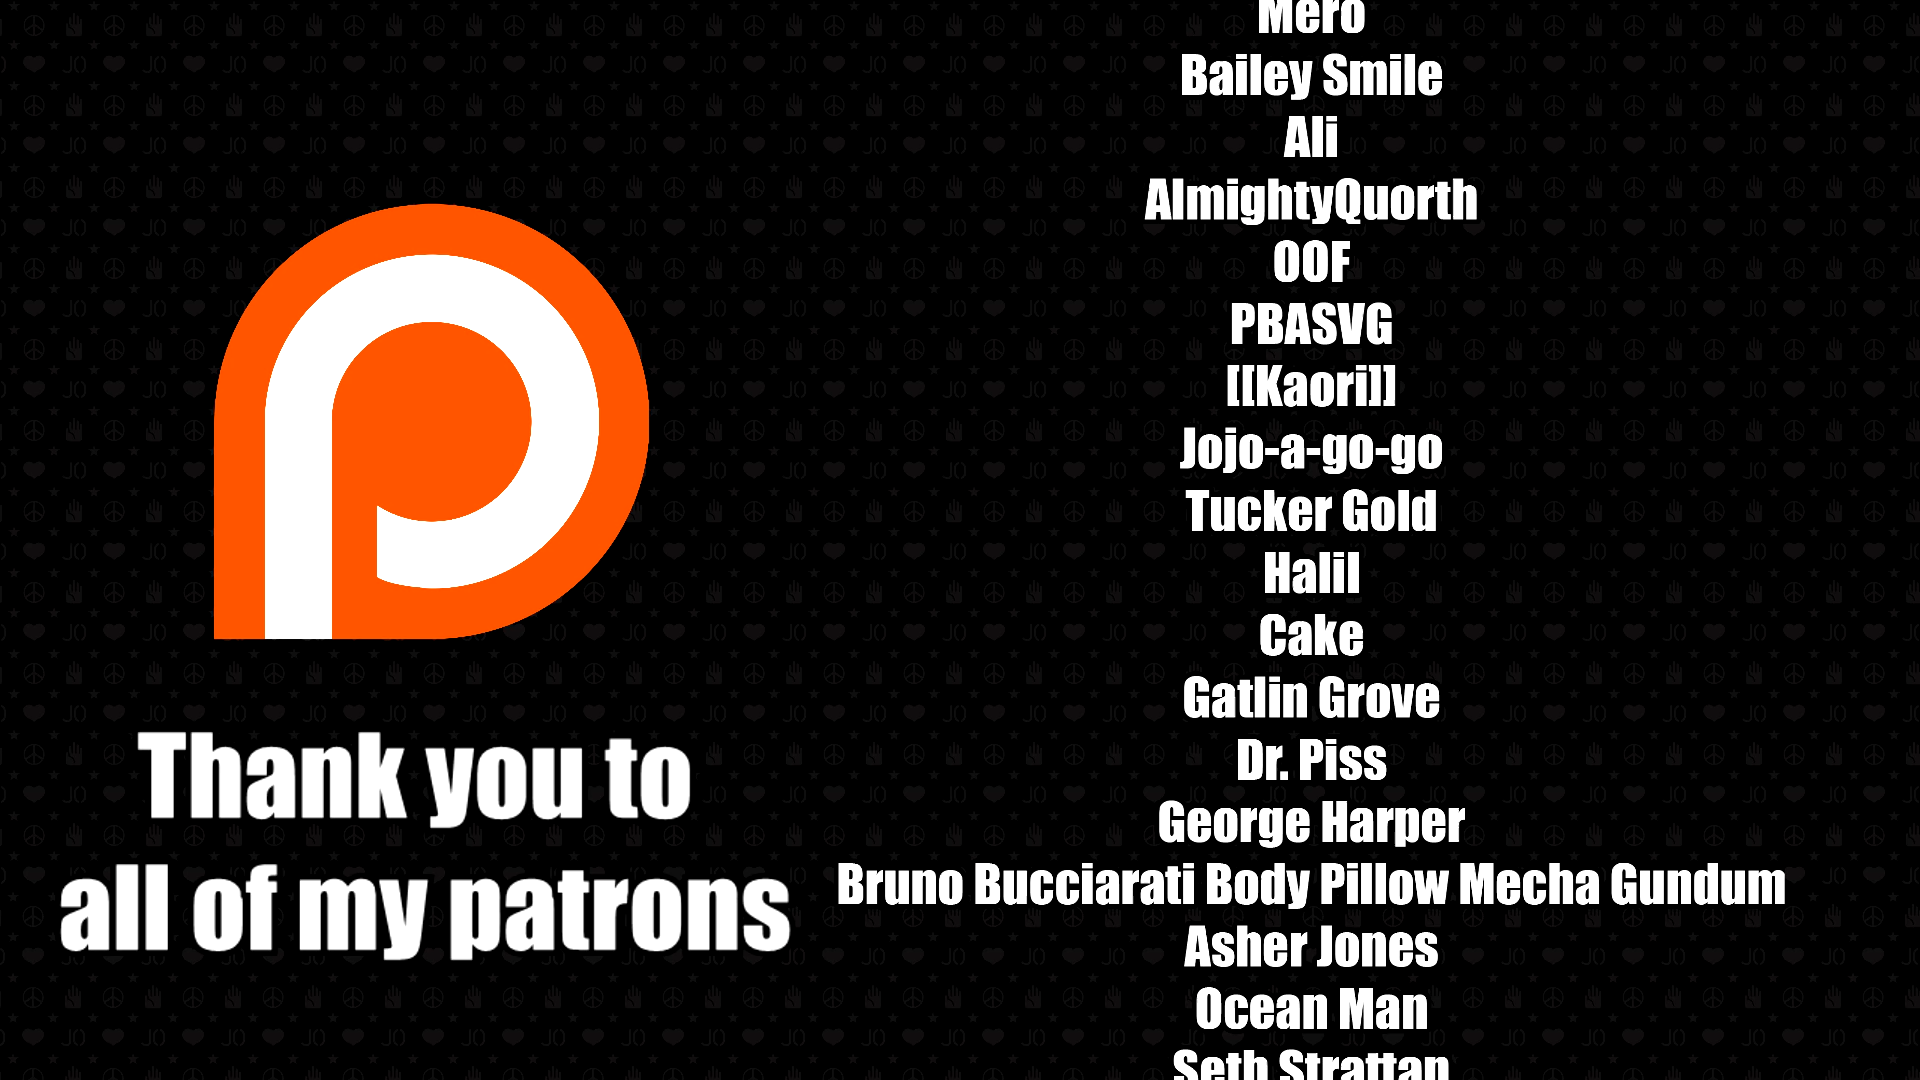 Thank you to
all of my patrons
Mero
Bailey Smile
Ali
AlmightyQuorth
OOF
PBASVG
[[Kaori]]
Jojo-a-go-go
Tucker Gold
Halil
Cake
Gatlin Grove
Dr. Piss
George Harper
Bruno Bucciarati Body Pillow Mecha Gundum
Asher Jones
Ocean Man
Seth Strattan